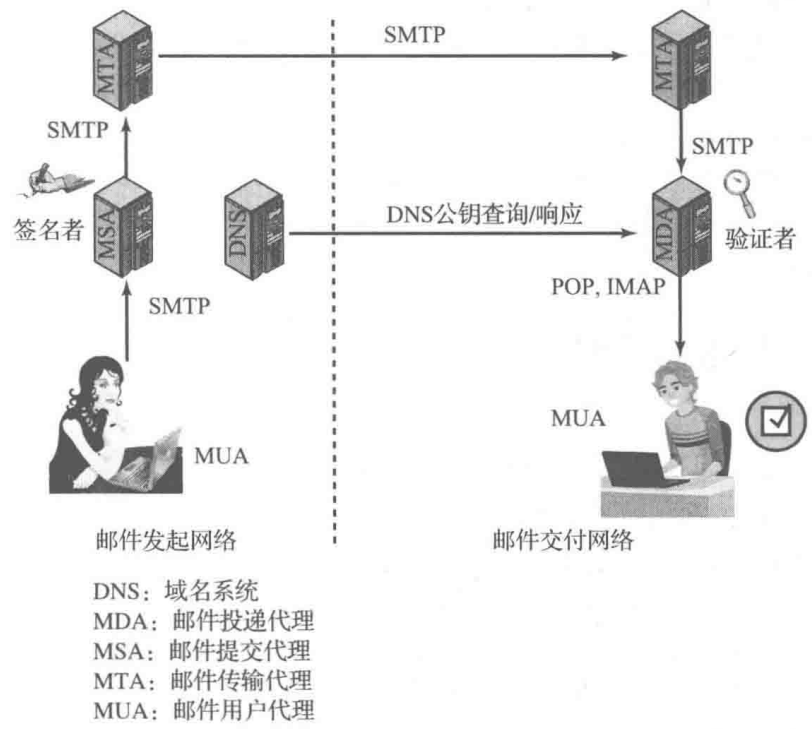 SMTP
MTA
MTA
SMTP
SMTP
签名者
MSA
DNS
DNS公钥查询/响应
MDA
验证者
SMTP
POP, IMAP
MUA
MUA
邮件发起网络
邮件交付网络
DNS：域名系统
MDA：邮件投递代理
MSA：邮件提交代理
MTA：邮件传输代理
MUA：邮件用户代理